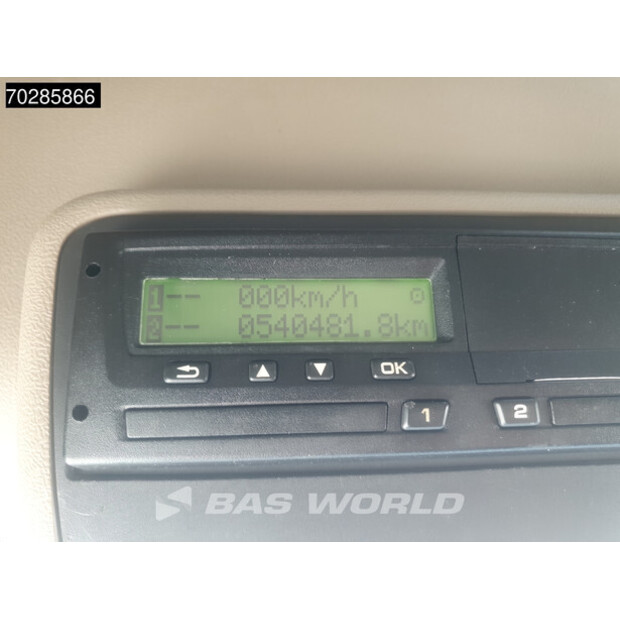 70285866
1-- 000km/h
2-- 0540481.8km
OK
1 2
BAS WORLD